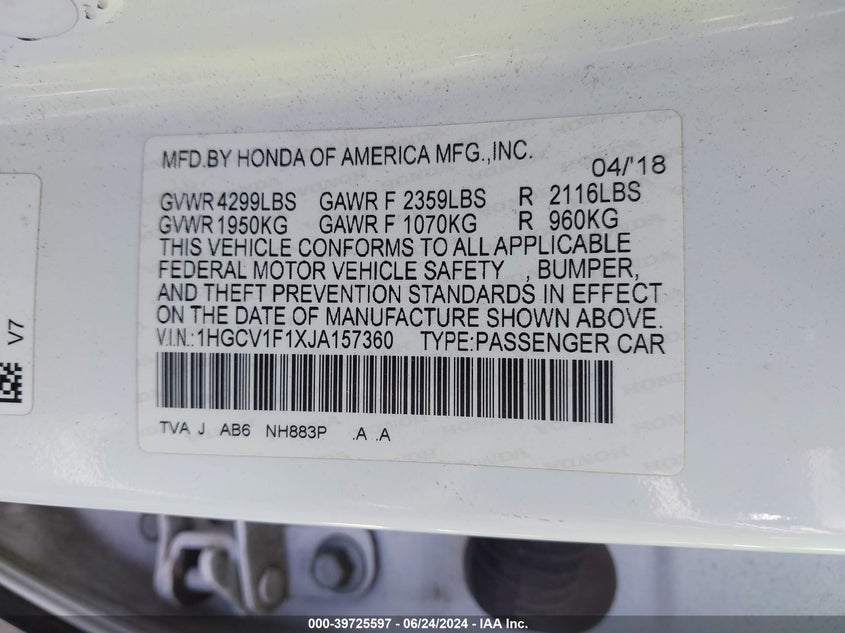 MFD.BY HONDA OF AMERICA MFG.,INC. 04/'18
GVWR 4299LBS GAWR F 2359LBS R 2116LBS
GVWR 1950KG GAWR F 1070KG R 960KG
THIS VEHICLE CONFORMS TO ALL APPLICABLE
FEDERAL MOTOR VEHICLE SAFETY , BUMPER,
AND THEFT PREVENTION STANDARDS IN EFFECT
ON THE DATE OF MANUFACTURE SHOWN ABOVE.
V.I.N.:1HGCV1F1XJA157360 TYPE:PASSENGER CAR
TVA J AB6 NH883P .A .A
V7
000-39725597 - 06/24/2024 - IAA Inc.